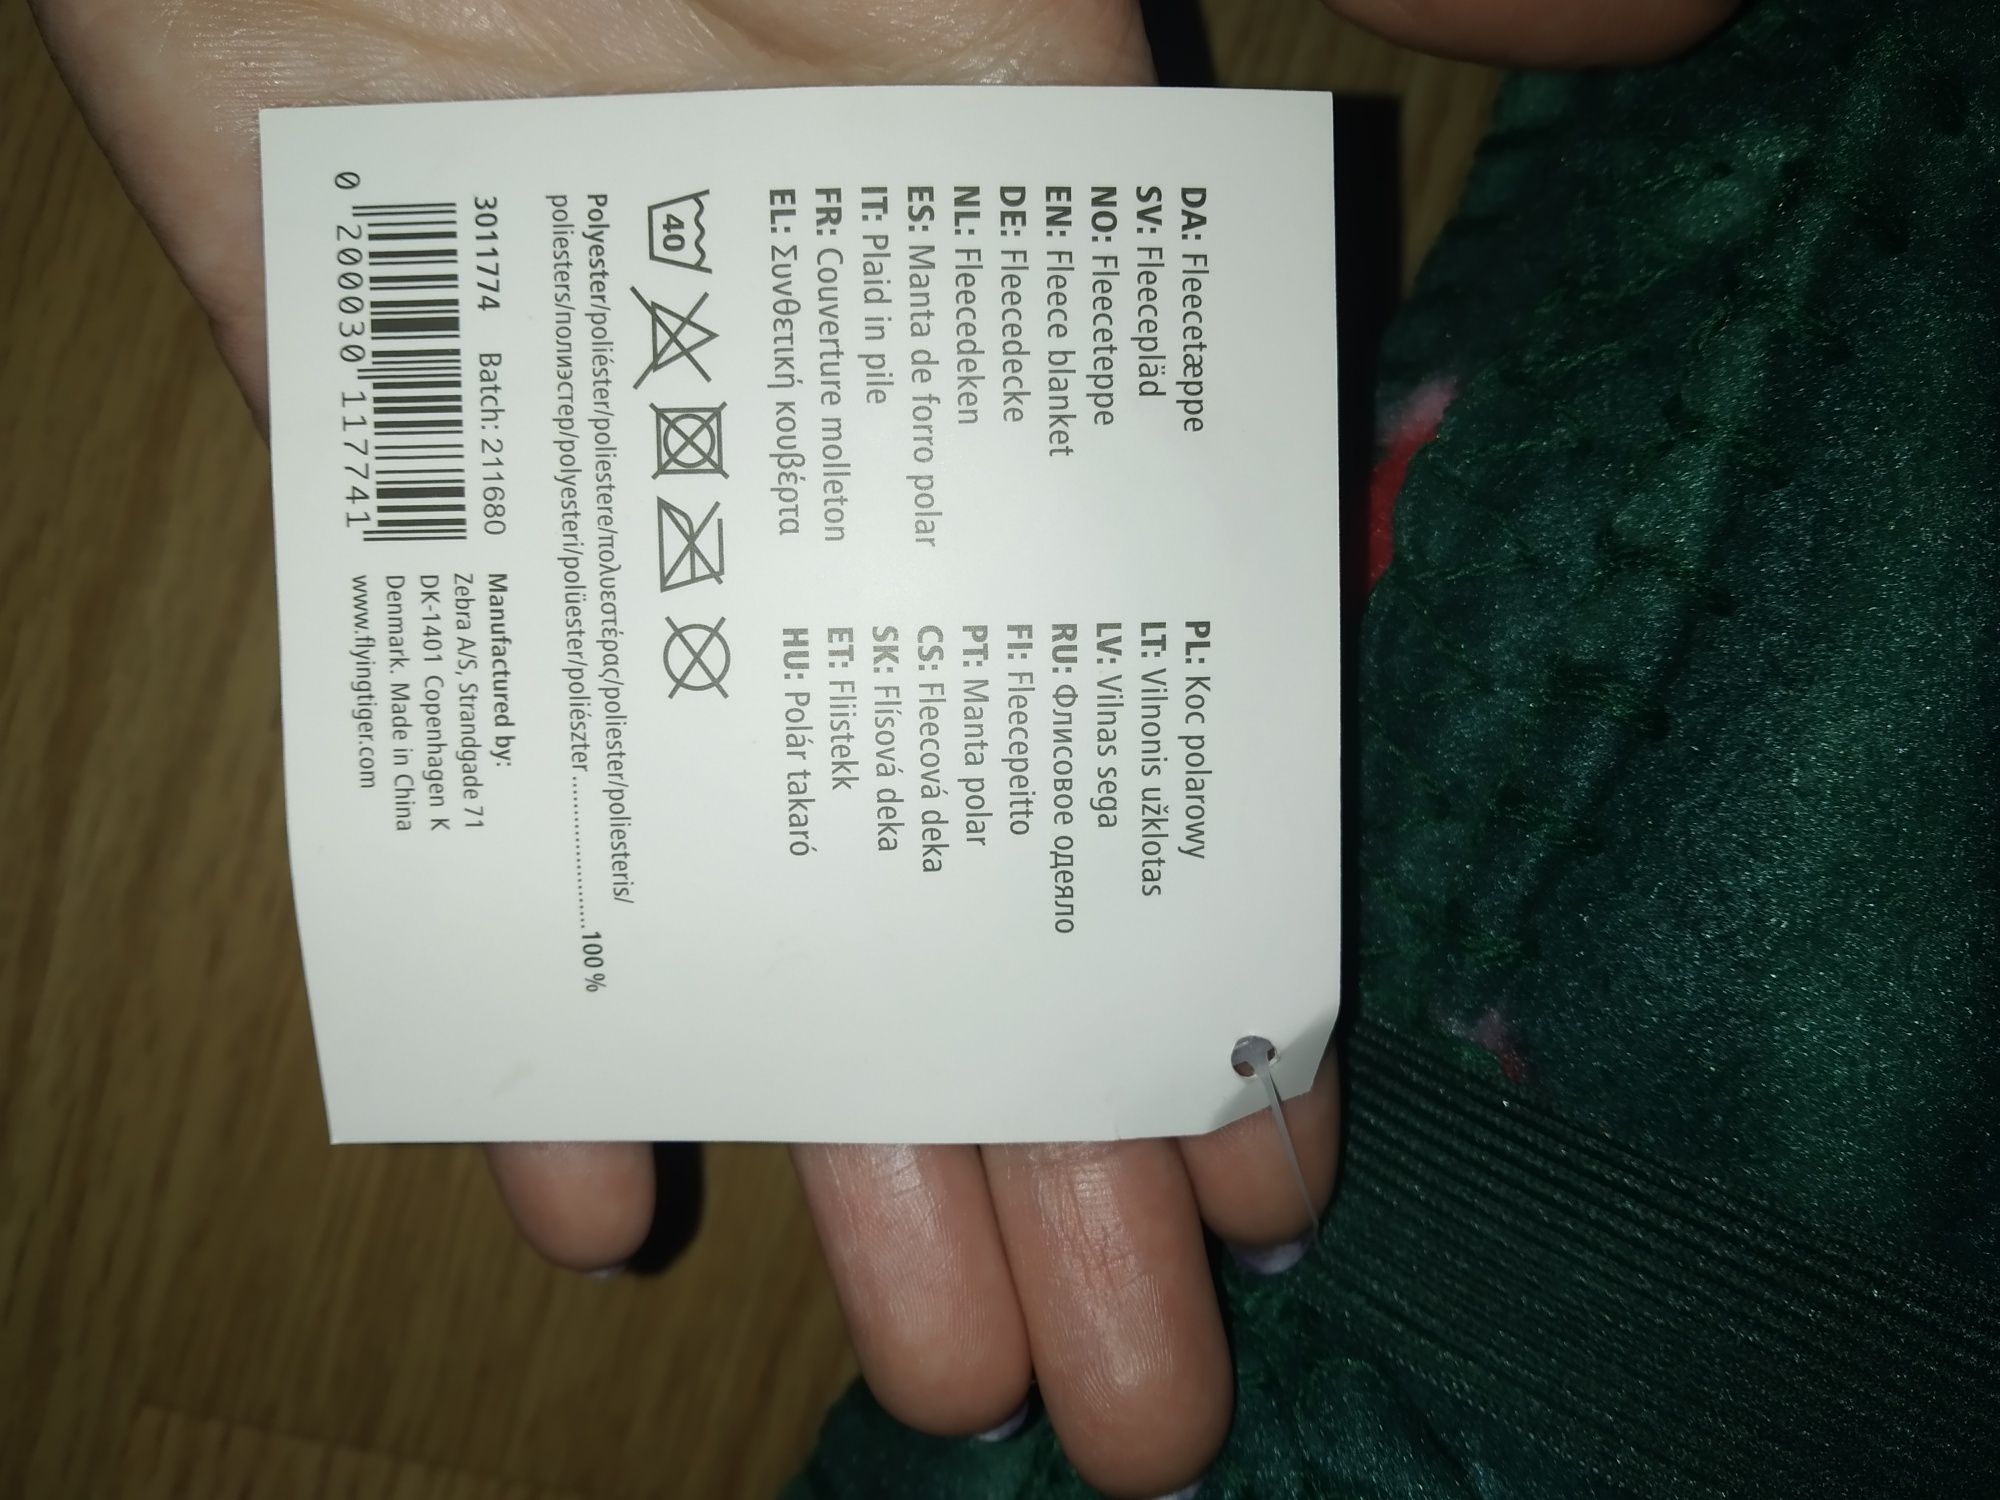 DA: Fleecetæppe
SV: Fleecepläd
NO: Fleeceteppe
EN: Fleece blanket
DE: Fleecedecke
NL: Fleecedeken
ES: Manta de forro polar
IT: Plaid in pile
FR: Couverture molleton
EL: Συνθετική κουβέρτα
PL: Koc polarowy
LT: Vilnonis užklotas
LV: Vilnas sega
RU: Флисовое одеяло
FI: Fleecepeitto
PT: Manta polar
CS: Fleecová deka
SK: Flísová deka
ET: Fliistekk
HU: Polár takaró
40
Polyester/poliéster/poliestere/πολυεστέρας/poliester/poliesteris/
poliesters/полиэстер/polyesteri/polüester/poliészter ......................100 %
3011774 Batch: 211680
0 200030 117741
Manufactured by:
Zebra A/S, Strandgade 71
DK-1401 Copenhagen K
Denmark. Made in China
www.flyingtiger.com